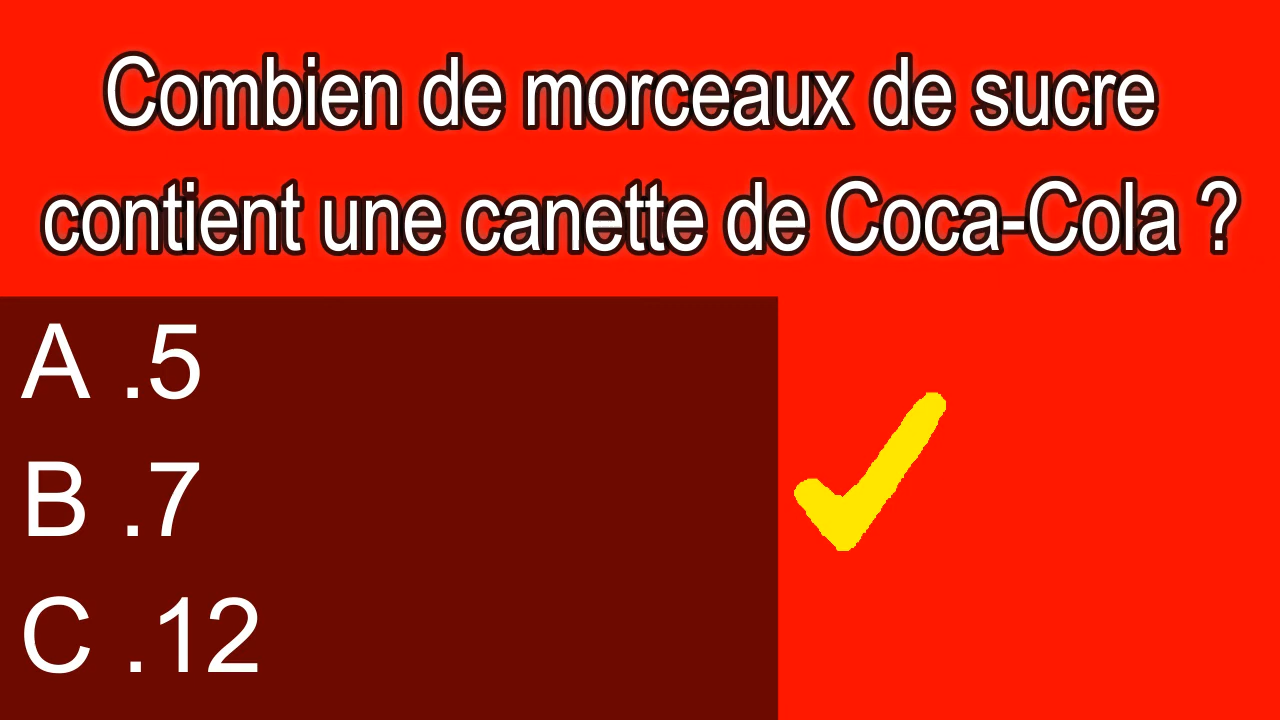 Combien de morceaux de sucre
contient une canette de Coca-Cola ?
A .5
B .7
C .12